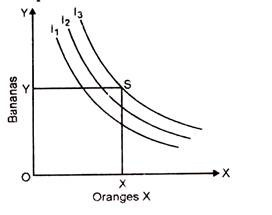 Y
I1 I2 I3
Y S
Bananas
O X X
Oranges X